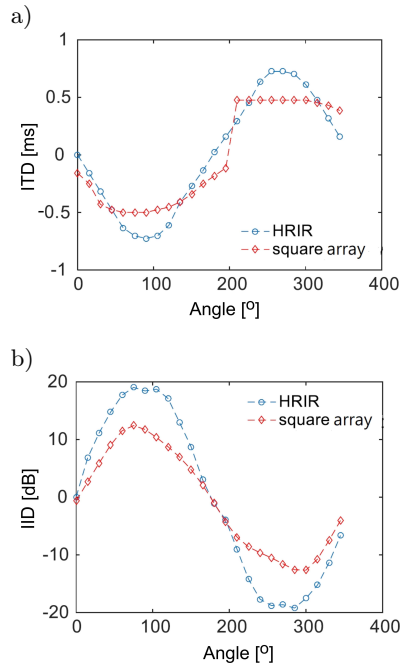 a)
1
0.5
0
-0.5
-1
ITD [ms]
HRIR
square array
0 100 200 300 400
Angle [o]
b)
20
10
0
-10
-20
IID [dB]
HRIR
square array
0 100 200 300 400
Angle [o]